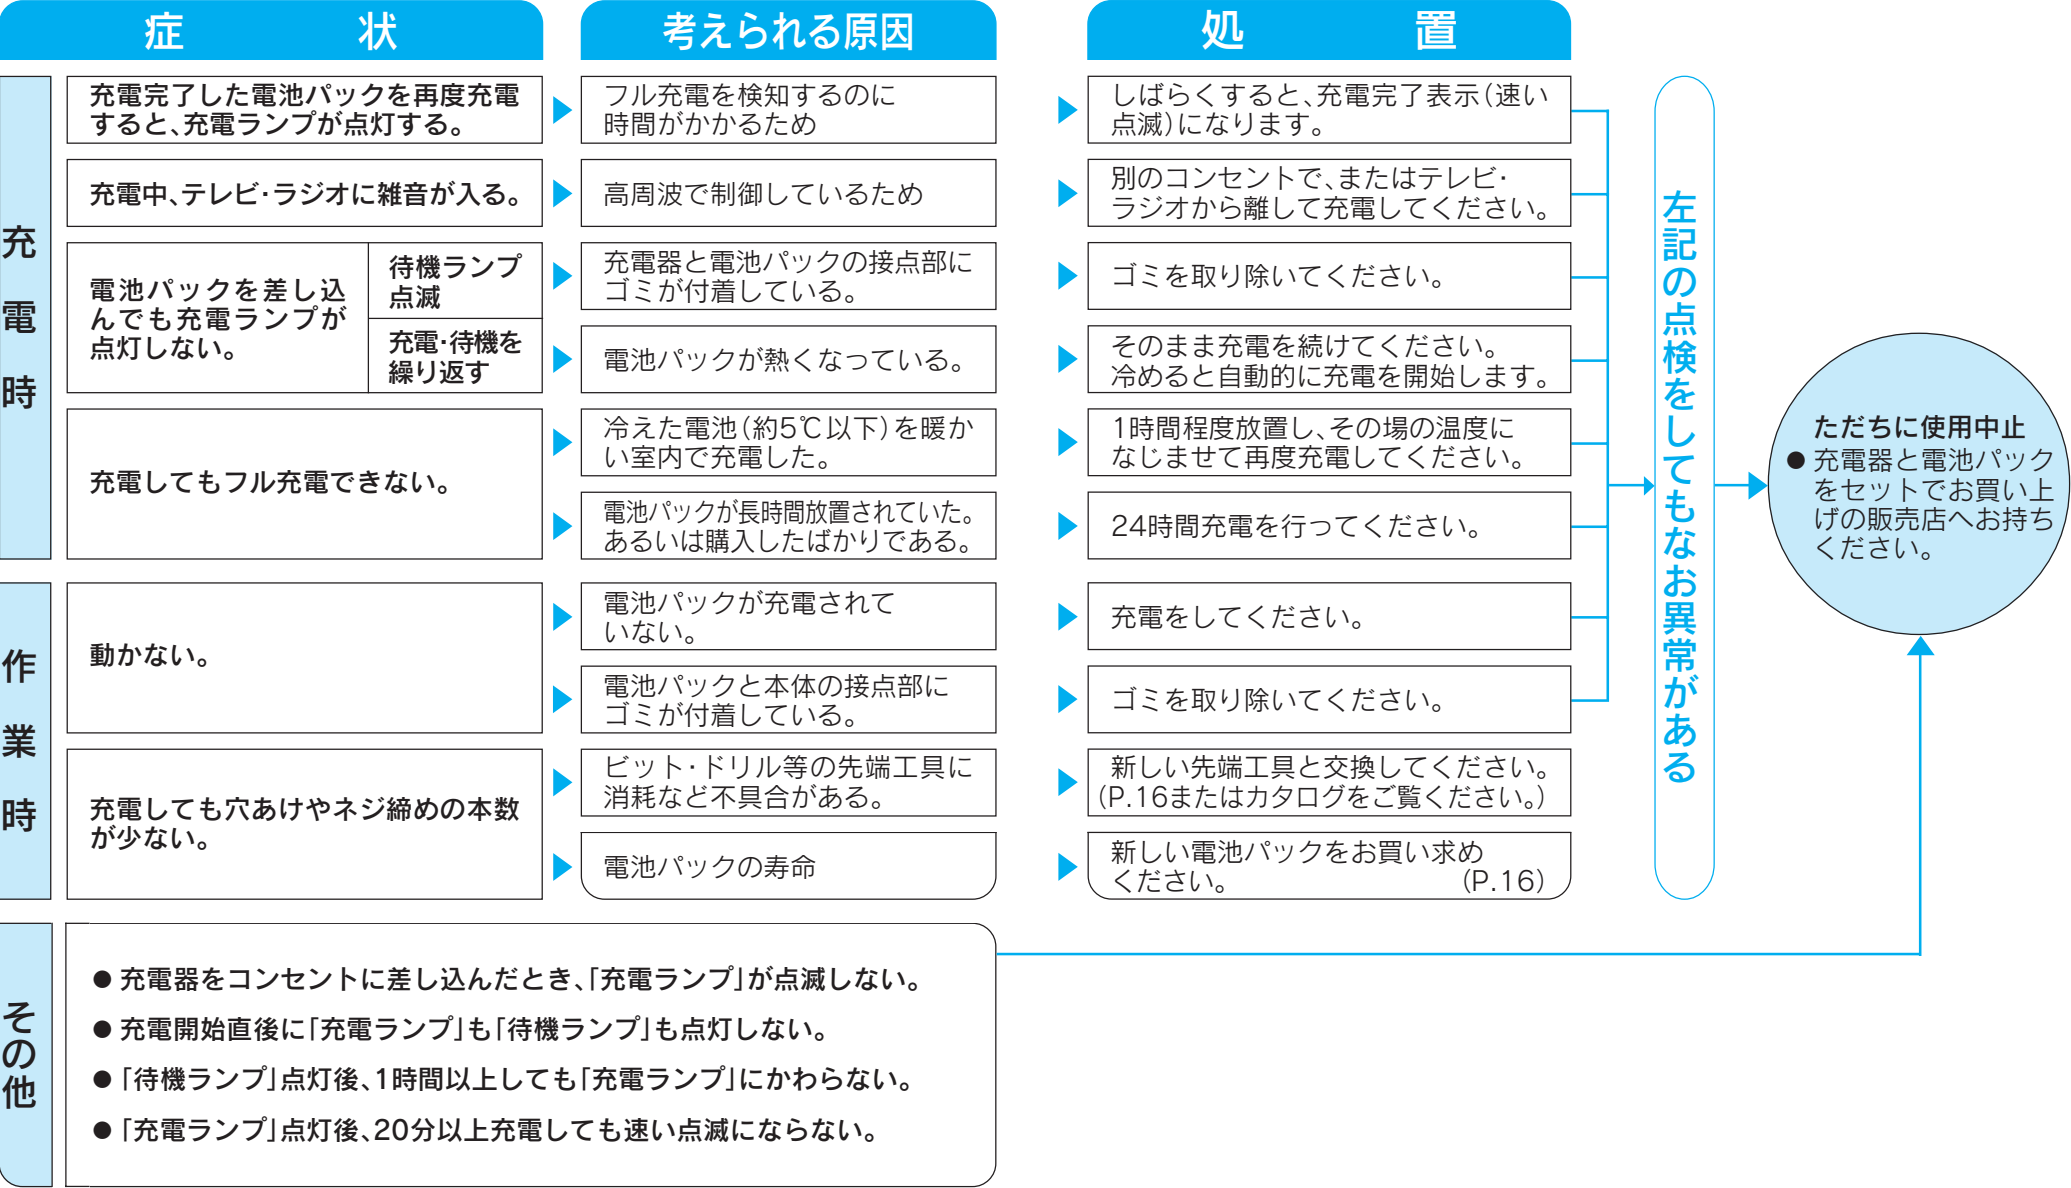 症状
考えられる原因
処置
充電時
充電完了した電池パックを再度充電
すると、充電ランプが点灯する。
フル充電を検知するのに
時間がかかるため
しばらくすると、充電完了表示(速い
点滅)になります。
充電中、テレビ・ラジオに雑音が入る。
高周波で制御しているため
別のコンセントで、またはテレビ・
ラジオから離して充電してください。
電池パックを差し込
んでも充電ランプが
点灯しない。
待機ランプ
点滅
充電器と電池パックの接点部に
ゴミが付着している。
ゴミを取り除いてください。
充電・待機を
繰り返す
電池パックが熱くなっている。
そのまま充電を続けてください。
冷めると自動的に充電を開始します。
充電してもフル充電できない。
冷えた電池(約5℃以下)を暖か
い室内で充電した。
1時間程度放置し、その場の温度に
なじませて再度充電してください。
電池パックが長時間放置されていた。
あるいは購入したばかりである。
24時間充電を行ってください。
作業時
動かない。
電池パックが充電されて
いない。
充電をしてください。
電池パックと本体の接点部に
ゴミが付着している。
ゴミを取り除いてください。
充電しても穴あけやネジ締めの本数
が少ない。
ビット・ドリル等の先端工具に
消耗など不具合がある。
新しい先端工具と交換してください。
(P.16またはカタログをご覧ください。)
電池パックの寿命
新しい電池パックをお買い求め
ください。 (P.16)
左記の点検をしてもなお異常がある
ただちに使用中止
●充電器と電池パック
をセットでお買い上
げの販売店へお持ち
ください。
その他
●充電器をコンセントに差し込んだとき、「充電ランプ」が点滅しない。
●充電開始直後に「充電ランプ」も「待機ランプ」も点灯しない。
●「待機ランプ」点灯後、1時間以上しても「充電ランプ」にかわらない。
●「充電ランプ」点灯後、20分以上充電しても速い点滅にならない。